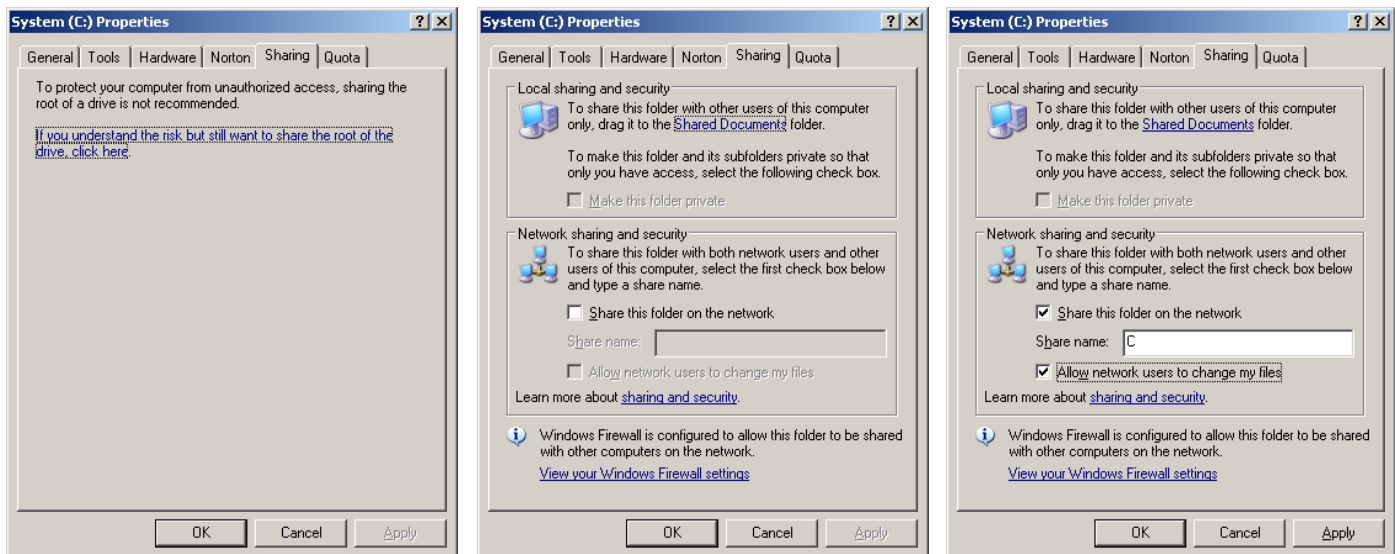 System (C:) Properties
General Tools Hardware Norton Sharing Quota
To protect your computer from unauthorized access, sharing the
root of a drive is not recommended.
If you understand the risk but still want to share the root of the
drive, click here.
OK Cancel Apply
System (C:) Properties
General Tools Hardware Norton Sharing Quota
Local sharing and security
To share this folder with other users of this computer
only, drag it to the Shared Documents folder.
To make this folder and its subfolders private so that
only you have access, select the following check box.
Make this folder private
Network sharing and security
To share this folder with both network users and other
users of this computer, select the first check box below
and type a share name.
Share this folder on the network
Share name:
Allow network users to change my files
Learn more about sharing and security.
Windows Firewall is configured to allow this folder to be shared
with other computers on the network.
View your Windows Firewall settings
OK Cancel Apply
System (C:) Properties
General Tools Hardware Norton Sharing Quota
Local sharing and security
To share this folder with other users of this computer
only, drag it to the Shared Documents folder.
To make this folder and its subfolders private so that
only you have access, select the following check box.
Make this folder private
Network sharing and security
To share this folder with both network users and other
users of this computer, select the first check box below
and type a share name.
Share this folder on the network
Share name: C
Allow network users to change my files
Learn more about sharing and security.
Windows Firewall is configured to allow this folder to be shared
with other computers on the network.
View your Windows Firewall settings
OK Cancel Apply